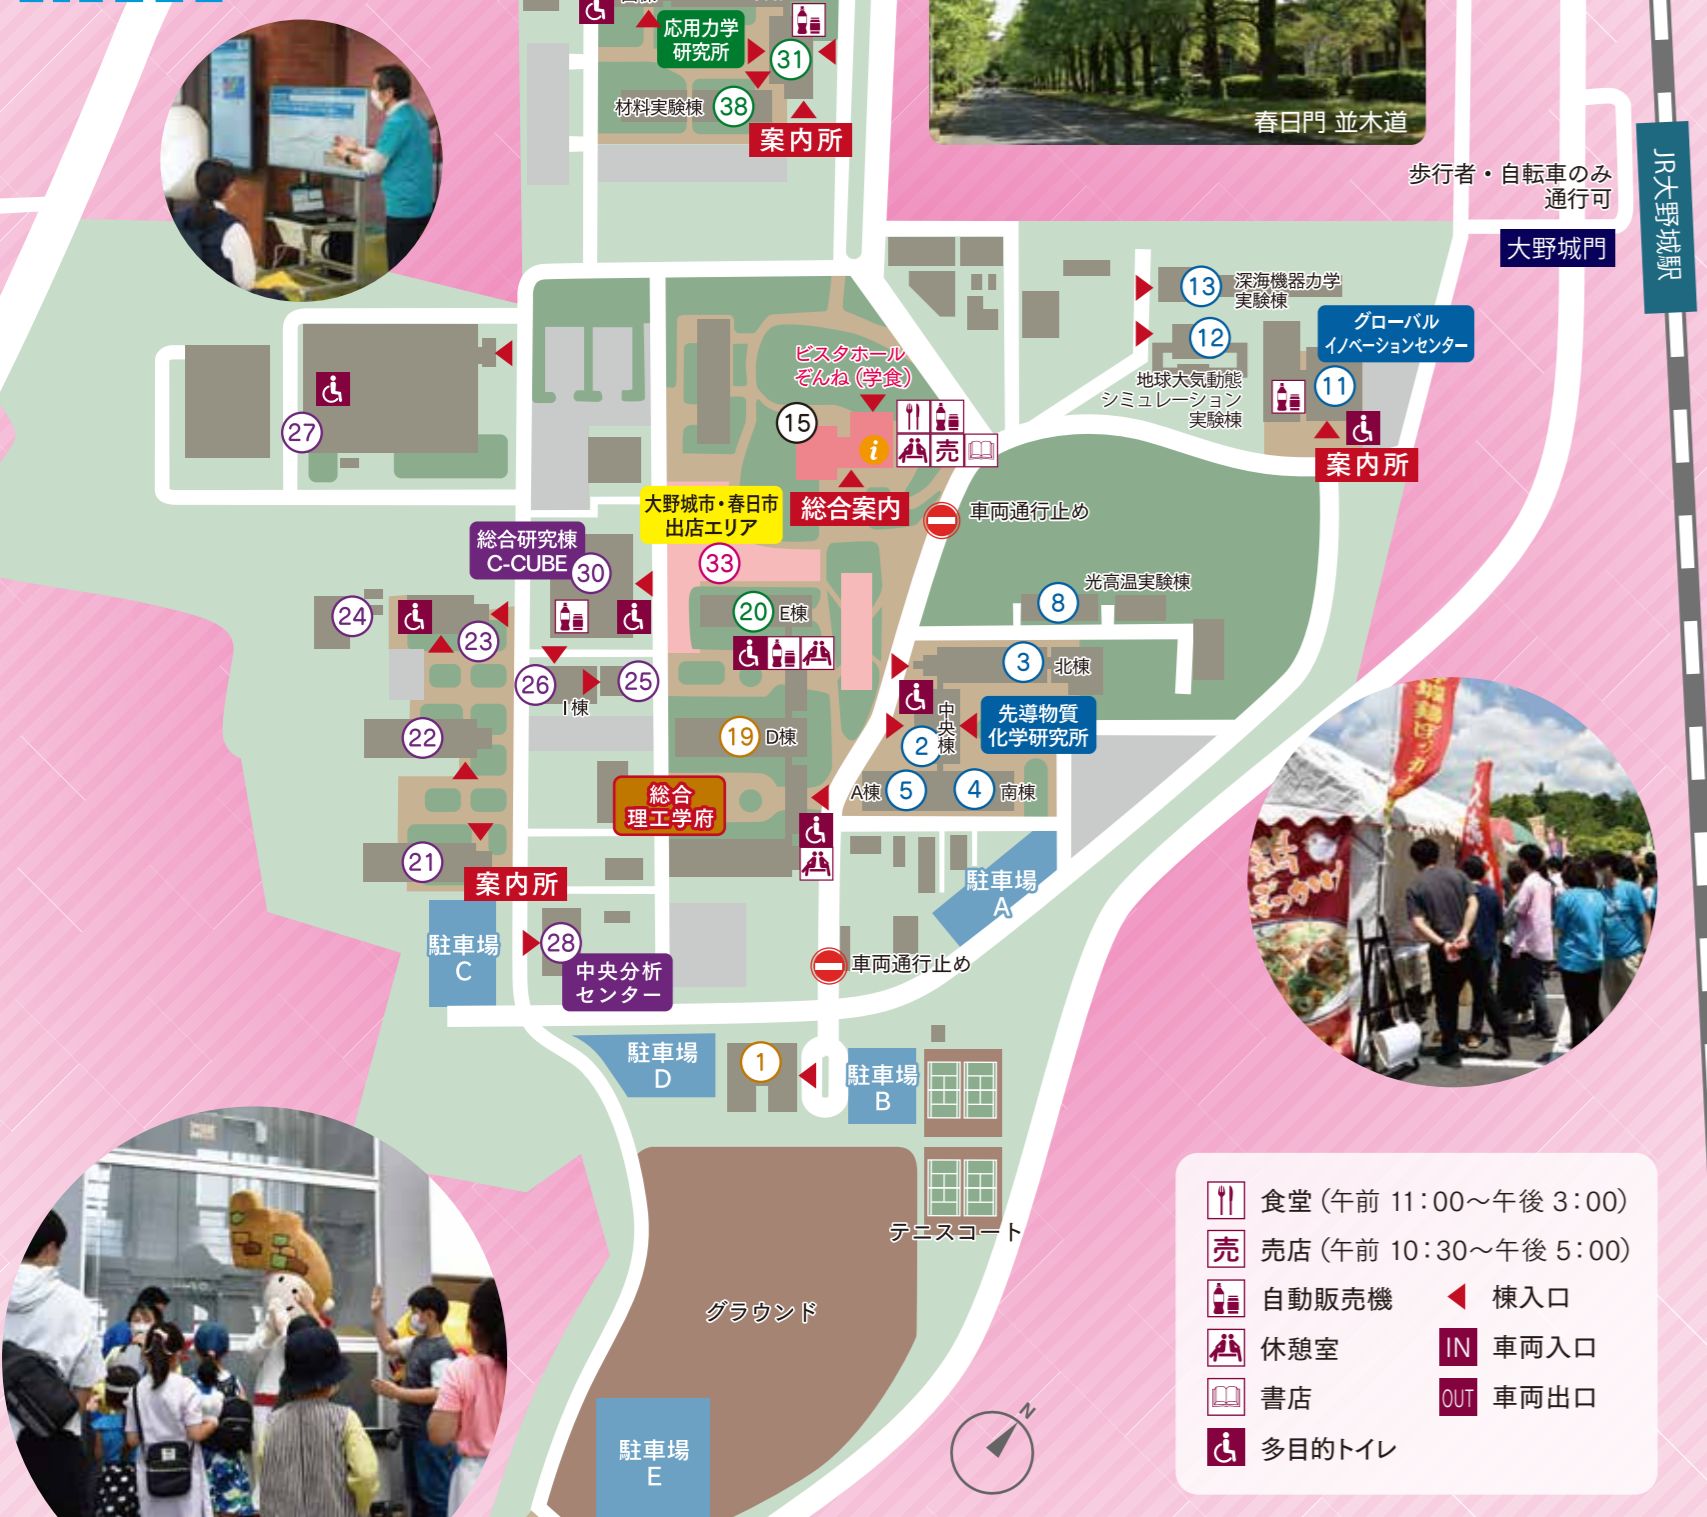 応用力学
研究所
31
材料実験棟
38
案内所
春日門 並木道
歩行者・自転車のみ
通行可
大野城門
JR大野城駅
13
深海機器力学
実験棟
12
地球大気動態
シミュレーション
実験棟
グローバル
イノベーションセンター
11
案内所
27
ビスタホール
ぞんね（学食）
15
i
売
総合案内
車両通行止め
大野城市・春日市
出店エリア
33
総合研究棟
C-CUBE
30
20
E棟
8
光高温実験棟
24
23
26
I棟
25
3
北棟
22
19
D棟
中央棟
2
先導物質
化学研究所
A棟
5
4
南棟
総合
理工学府
21
案内所
駐車場
A
駐車場
C
28
中央分析
センター
車両通行止め
駐車場
D
1
駐車場
B
テニスコート
グラウンド
駐車場
E
N
食堂（午前 11：00～午後 3：00）
売
売店（午前 10：30～午後 5：00）
自動販売機
棟入口
休憩室
IN
車両入口
書店
OUT
車両出口
多目的トイレ